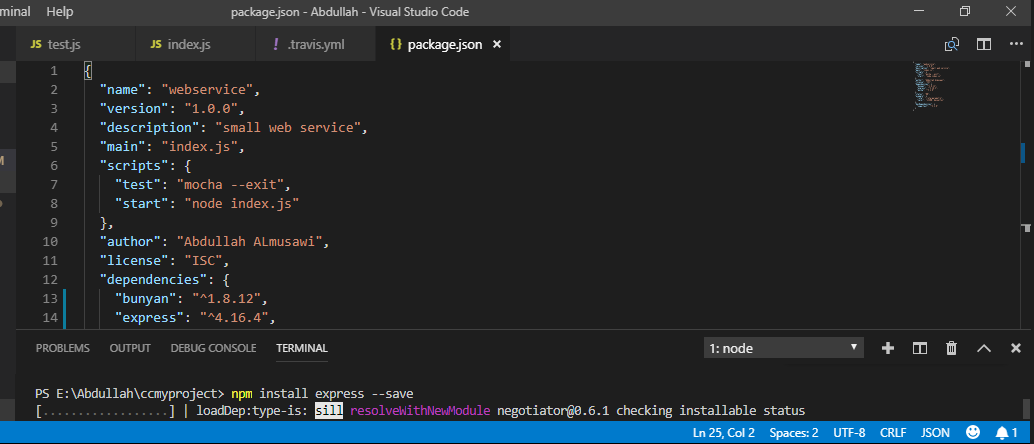 minal Help package.json - Abdullah - Visual Studio Code
JS test.js JS index.js ! .travis.yml {} package.json ×
1 {
2 "name": "webservice",
3 "version": "1.0.0",
4 "description": "small web service",
5 "main": "index.js",
6 "scripts": {
7 "test": "mocha --exit",
8 "start": "node index.js"
9 },
10 "author": "Abdullah ALmusawi",
11 "license": "ISC",
12 "dependencies": {
13 "bunyan": "^1.8.12",
14 "express": "^4.16.4",
PROBLEMS OUTPUT DEBUG CONSOLE TERMINAL 1: node
PS E:\Abdullah\ccmyproject> npm install express --save
[..................] | loadDep:type-is: sill resolveWithNewModule negotiator@0.6.1 checking installable status
Ln 25, Col 2 Spaces: 2 UTF-8 CRLF JSON 1